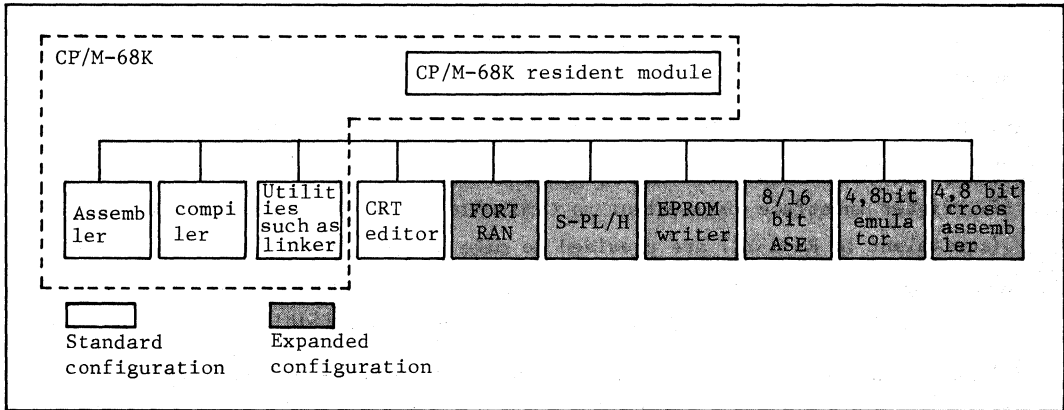 CP/M-68K
CP/M-68K resident module
Assemb
ler
compi
ler
Utilit
ies
such as
linker
CRT
editor
FORT
RAN
S-PL/H
EPROM
writer
8/16
bit
ASE
4,8bit
emula
tor
4,8 bit
cross
assemb
ler
Standard
configuration
Expanded
configuration